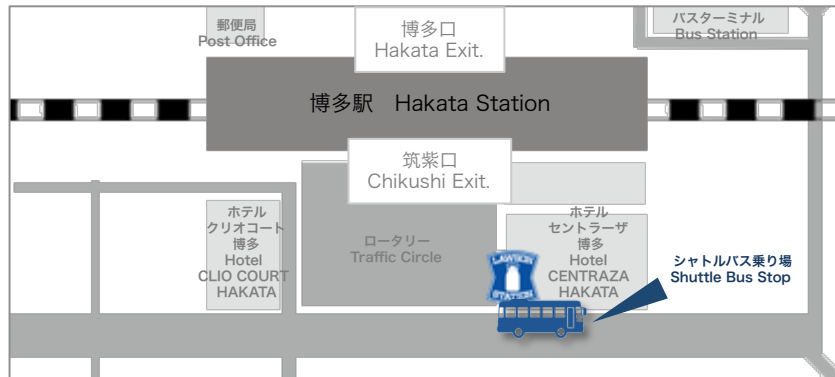 郵便局
Post Office
博多口
Hakata Exit.
バスターミナル
Bus Station
博多駅　Hakata Station
筑紫口
Chikushi Exit.
ホテル
クリオコート
博多
Hotel
CLIO COURT
HAKATA
ロータリー
Traffic Circle
ホテル
セントラーザ
博多
Hotel
CENTRAZA
HAKATA
LAWSON
STATION
シャトルバス乗り場
Shuttle Bus Stop